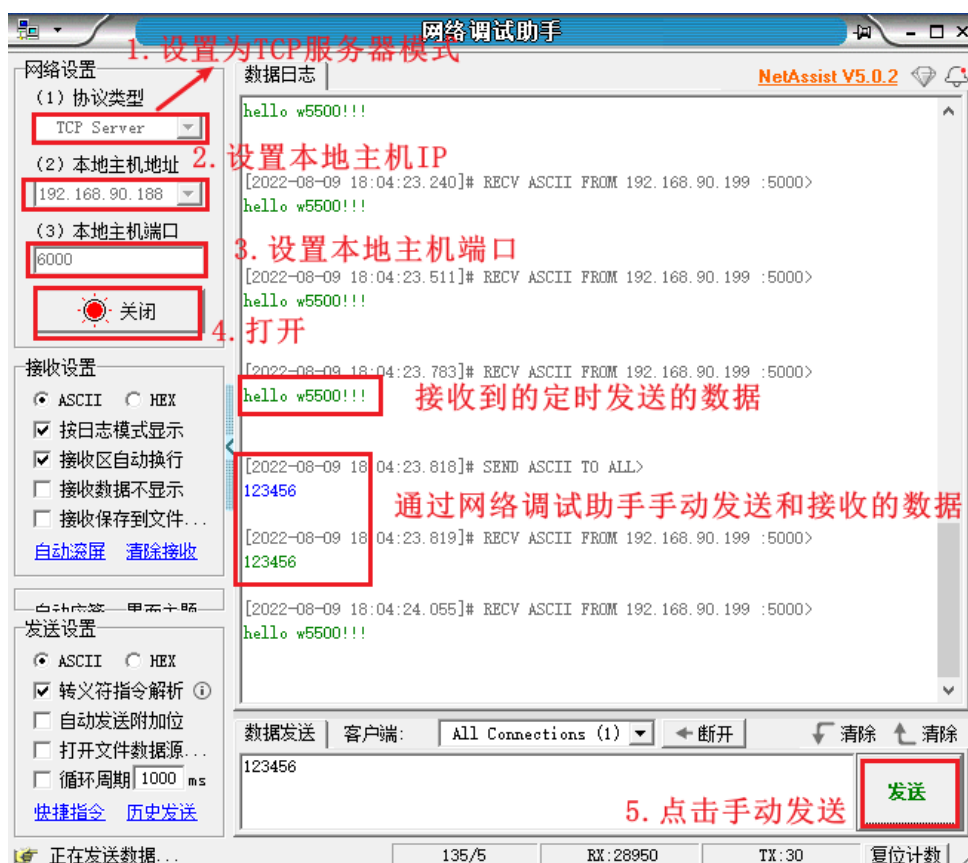 网络调试助手
1. 设置为TCP服务器模式
网络设置
(1) 协议类型
TCP Server
(2) 本地主机地址
2. 设置本地主机IP
192.168.90.188
(3) 本地主机端口
3. 设置本地主机端口
6000
关闭
4. 打开
接收设置
ASCII HEX
按日志模式显示
接收区自动换行
接收数据不显示
接收保存到文件...
自动滚屏 清除接收
发送设置
ASCII HEX
转义符指令解析
自动发送附加位
打开文件数据源...
循环周期 1000 ms
快捷指令 历史发送
数据日志
NetAssist V5.0.2
hello w5500!!!
[2022-08-09 18:04:23.240]# RECV ASCII FROM 192.168.90.199 :5000>
hello w5500!!!
[2022-08-09 18:04:23.511]# RECV ASCII FROM 192.168.90.199 :5000>
hello w5500!!!
[2022-08-09 18:04:23.783]# RECV ASCII FROM 192.168.90.199 :5000>
hello w5500!!!
接收到的定时发送的数据
[2022-08-09 18:04:23.818]# SEND ASCII TO ALL>
123456
通过网络调试助手手动发送和接收的数据
[2022-08-09 18:04:23.819]# RECV ASCII FROM 192.168.90.199 :5000>
123456
[2022-08-09 18:04:24.055]# RECV ASCII FROM 192.168.90.199 :5000>
hello w5500!!!
数据发送 客户端: All Connections (1) 断开 清除 清除
123456
5. 点击手动发送
发送
正在发送数据... 135/5 RX:28950 TX:30 复位计数